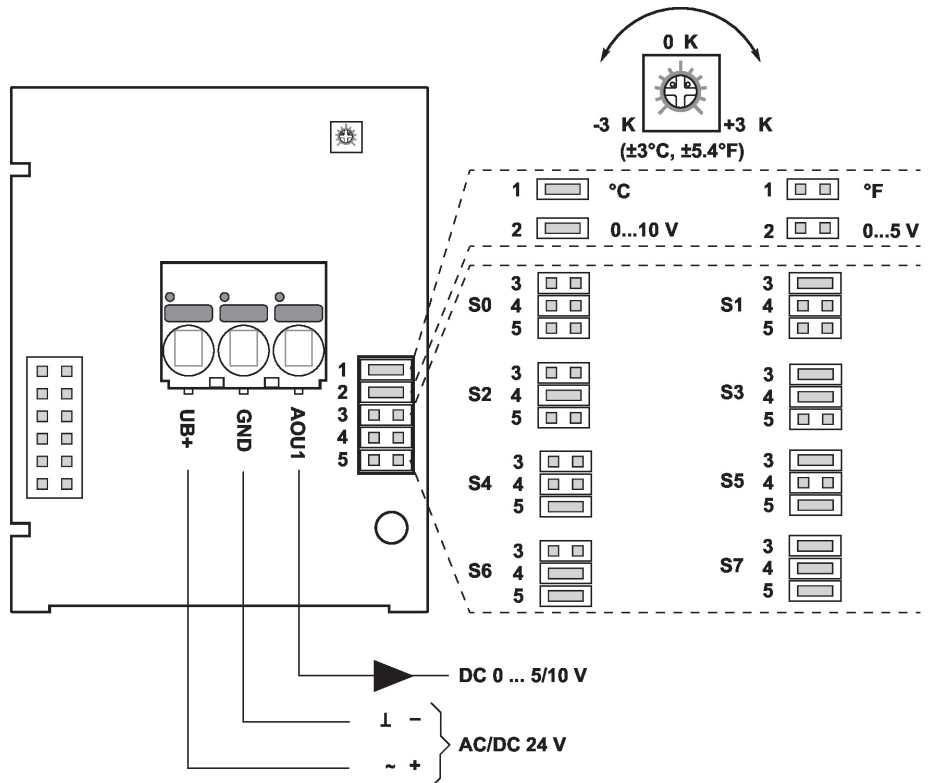 0 K
-3 K +3 K
(±3°C, ±5.4°F)
1 °C 1 °F
2 0...10 V 2 0...5 V
S0 3 4 5
S1 3 4 5
S2 3 4 5
S3 3 4 5
S4 3 4 5
S5 3 4 5
S6 3 4 5
S7 3 4 5
1
2
3
4
5
UB+ GND AOU1
DC 0 ... 5/10 V
⊥ –
AC/DC 24 V
~ +